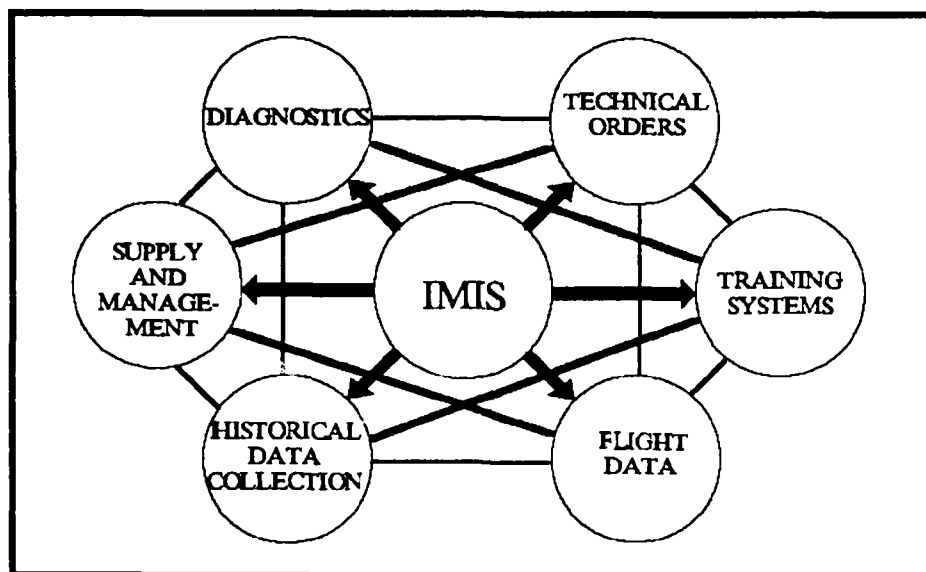 DIAGNOSTICS
TECHNICAL
ORDERS
SUPPLY
AND
MANAGE-
MENT
IMIS
TRAINING
SYSTEMS
HISTORICAL
DATA
COLLECTION
FLIGHT
DATA